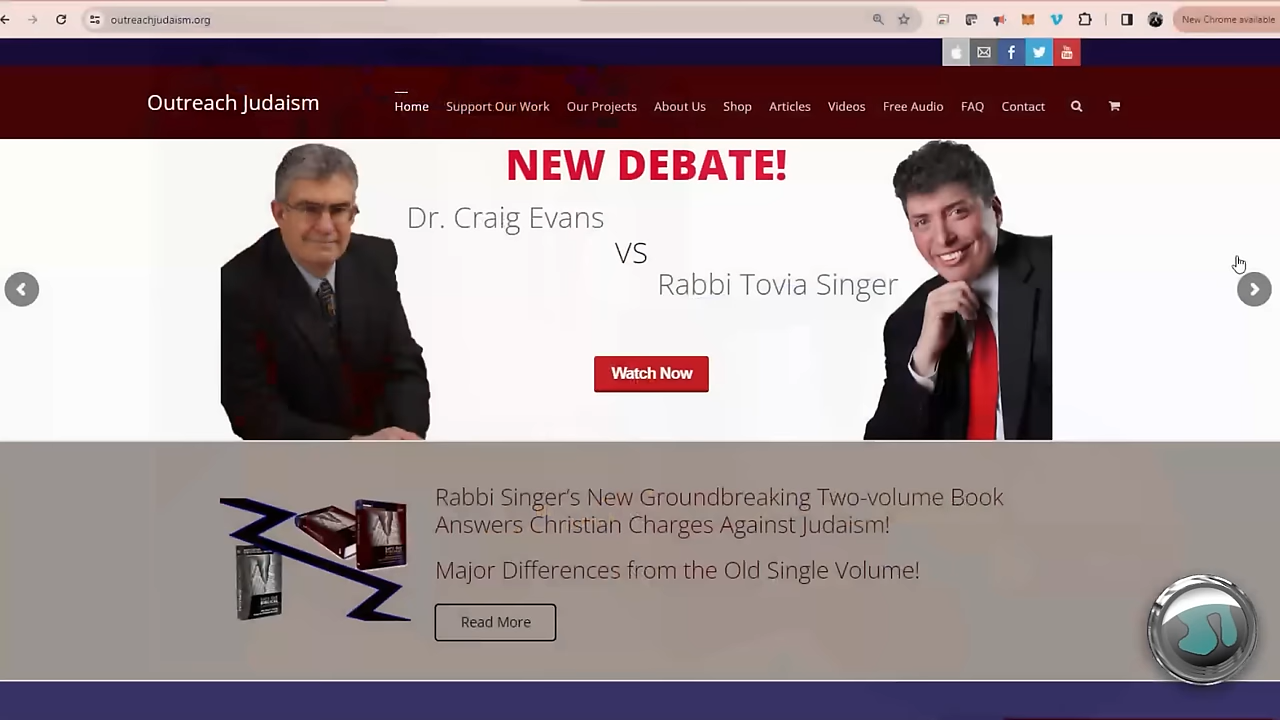 outreachjudaism.org
New Chrome available
Outreach Judaism
Home Support Our Work Our Projects About Us Shop Articles Videos Free Audio FAQ Contact
NEW DEBATE!
Dr. Craig Evans
VS
Rabbi Tovia Singer
Watch Now
Rabbi Singer's New Groundbreaking Two-volume Book
Answers Christian Charges Against Judaism!
Major Differences from the Old Single Volume!
Read More